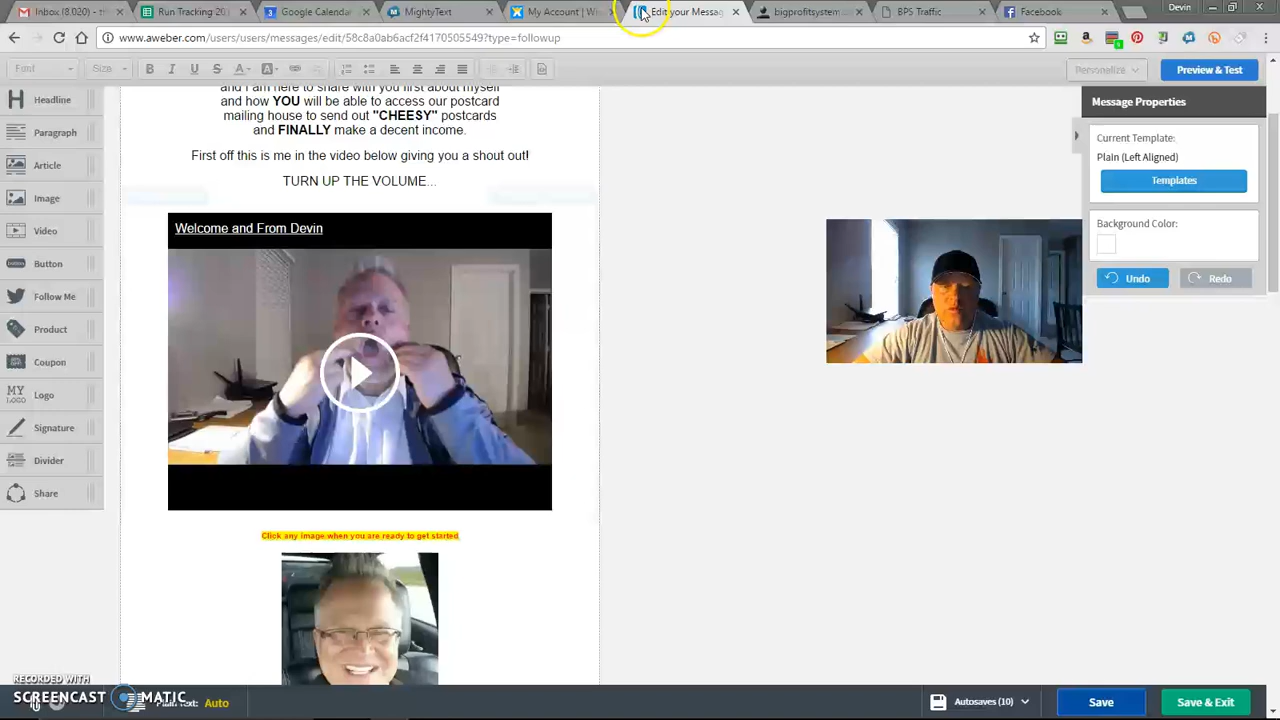 Devin
Inbox (8,020) -
Run Tracking 20
Google Calendar
MightyText
My Account | W
Edit your Messag
bigprofitsystem
BPS Traffic
Facebook
www.aweber.com/users/users/messages/edit/58c8a0ab6acf2f4170505549?type=followup
Font
Size
B I U S A A
Personalize
Preview & Test
Headline
Paragraph
Article
Image
Video
Button
Follow Me
Product
Coupon
MY LOGO
Logo
Signature
Divider
Share
and I am here to share with you first about myself
and how YOU will be able to access our postcard
mailing house to send out "CHEESY" postcards
and FINALLY make a decent income.
First off this is me in the video below giving you a shout out!
TURN UP THE VOLUME...
Welcome and From Devin
Click any image when you are ready to get started
Message Properties
Current Template:
Plain (Left Aligned)
Templates
Background Color:
Undo
Redo
RECORDED WITH
SCREENCAST MATIC
Plain Text: Auto
Autosaves (10)
Save
Save & Exit